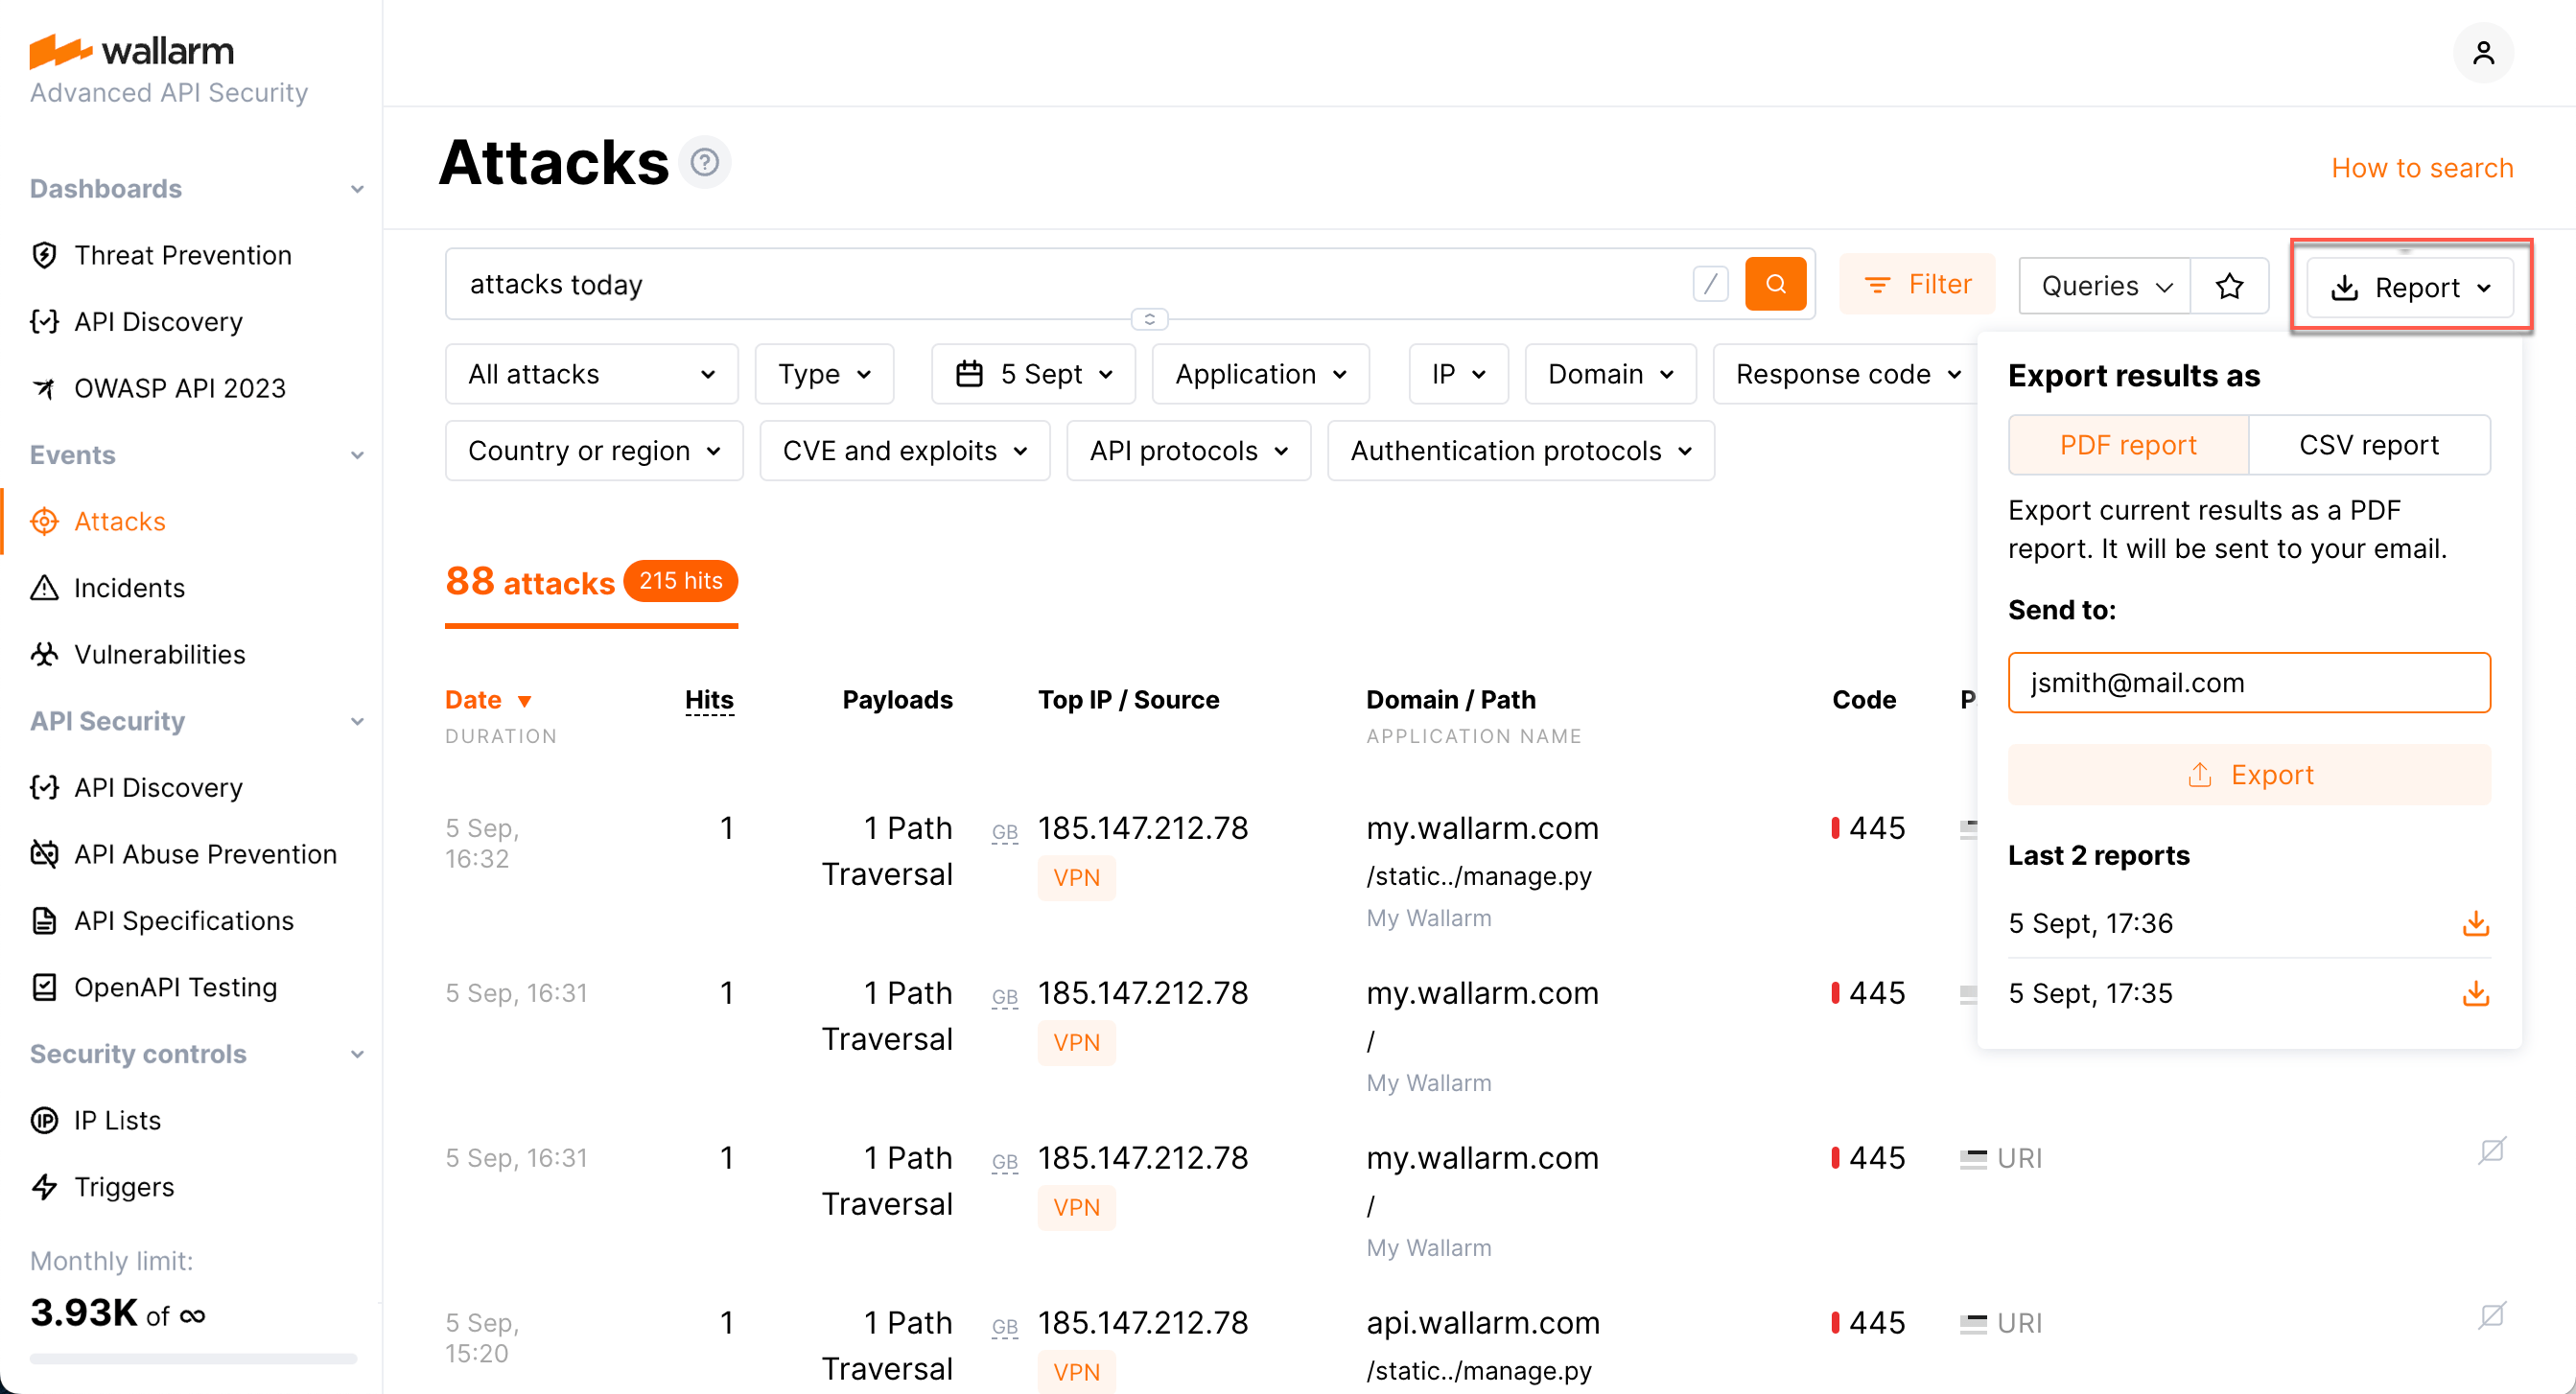 wallarm
Advanced API Security
Dashboards
Threat Prevention
API Discovery
OWASP API 2023
Events
Attacks
Incidents
Vulnerabilities
API Security
API Discovery
API Abuse Prevention
API Specifications
OpenAPI Testing
Security controls
IP Lists
Triggers
Monthly limit:
3.93K of ∞
Attacks ?
How to search
attacks today /
Filter
Queries
Report
All attacks
Type
5 Sept
Application
IP
Domain
Response code
Country or region
CVE and exploits
API protocols
Authentication protocols
Export results as
PDF report
CSV report
Export current results as a PDF
report. It will be sent to your email.
Send to:
jsmith@mail.com
Export
Last 2 reports
5 Sept, 17:36
5 Sept, 17:35
88 attacks 215 hits
Date Hits Payloads Top IP / Source Domain / Path Code
DURATION APPLICATION NAME
5 Sep, 1 1 Path GB 185.147.212.78 my.wallarm.com 445
16:32 Traversal VPN /static../manage.py
My Wallarm
5 Sep, 16:31 1 1 Path GB 185.147.212.78 my.wallarm.com 445
Traversal VPN /
My Wallarm
5 Sep, 16:31 1 1 Path GB 185.147.212.78 my.wallarm.com 445 URI
Traversal VPN /
My Wallarm
5 Sep, 1 1 Path GB 185.147.212.78 api.wallarm.com 445 URI
15:20 Traversal VPN /static../manage.py